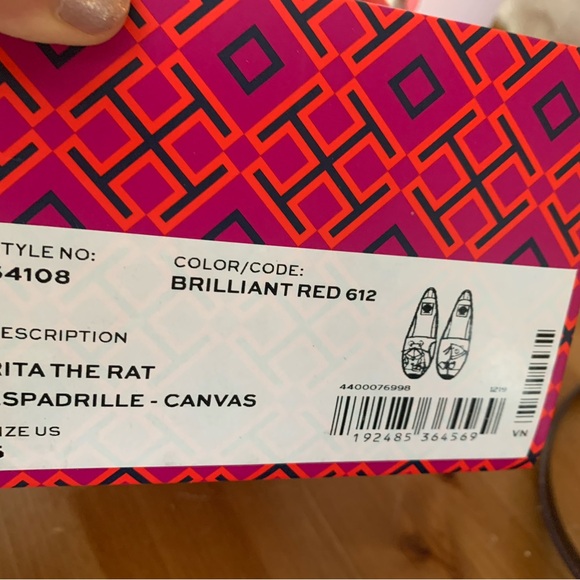 TYLE NO:
64108
COLOR/CODE:
BRILLIANT RED 612
ESCRIPTION
RITA THE RAT
ESPADRILLE - CANVAS
IZE US
4400076998
192485 364569
VN